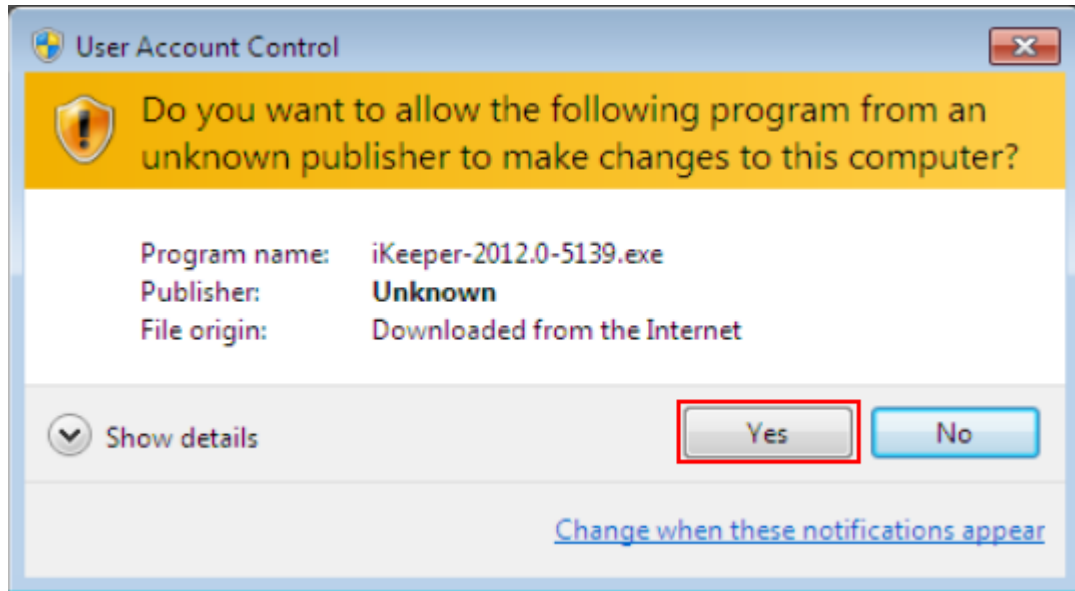 User Account Control
Do you want to allow the following program from an
unknown publisher to make changes to this computer?
Program name: iKeeper-2012.0-5139.exe
Publisher: Unknown
File origin: Downloaded from the Internet
Show details Yes No
Change when these notifications appear